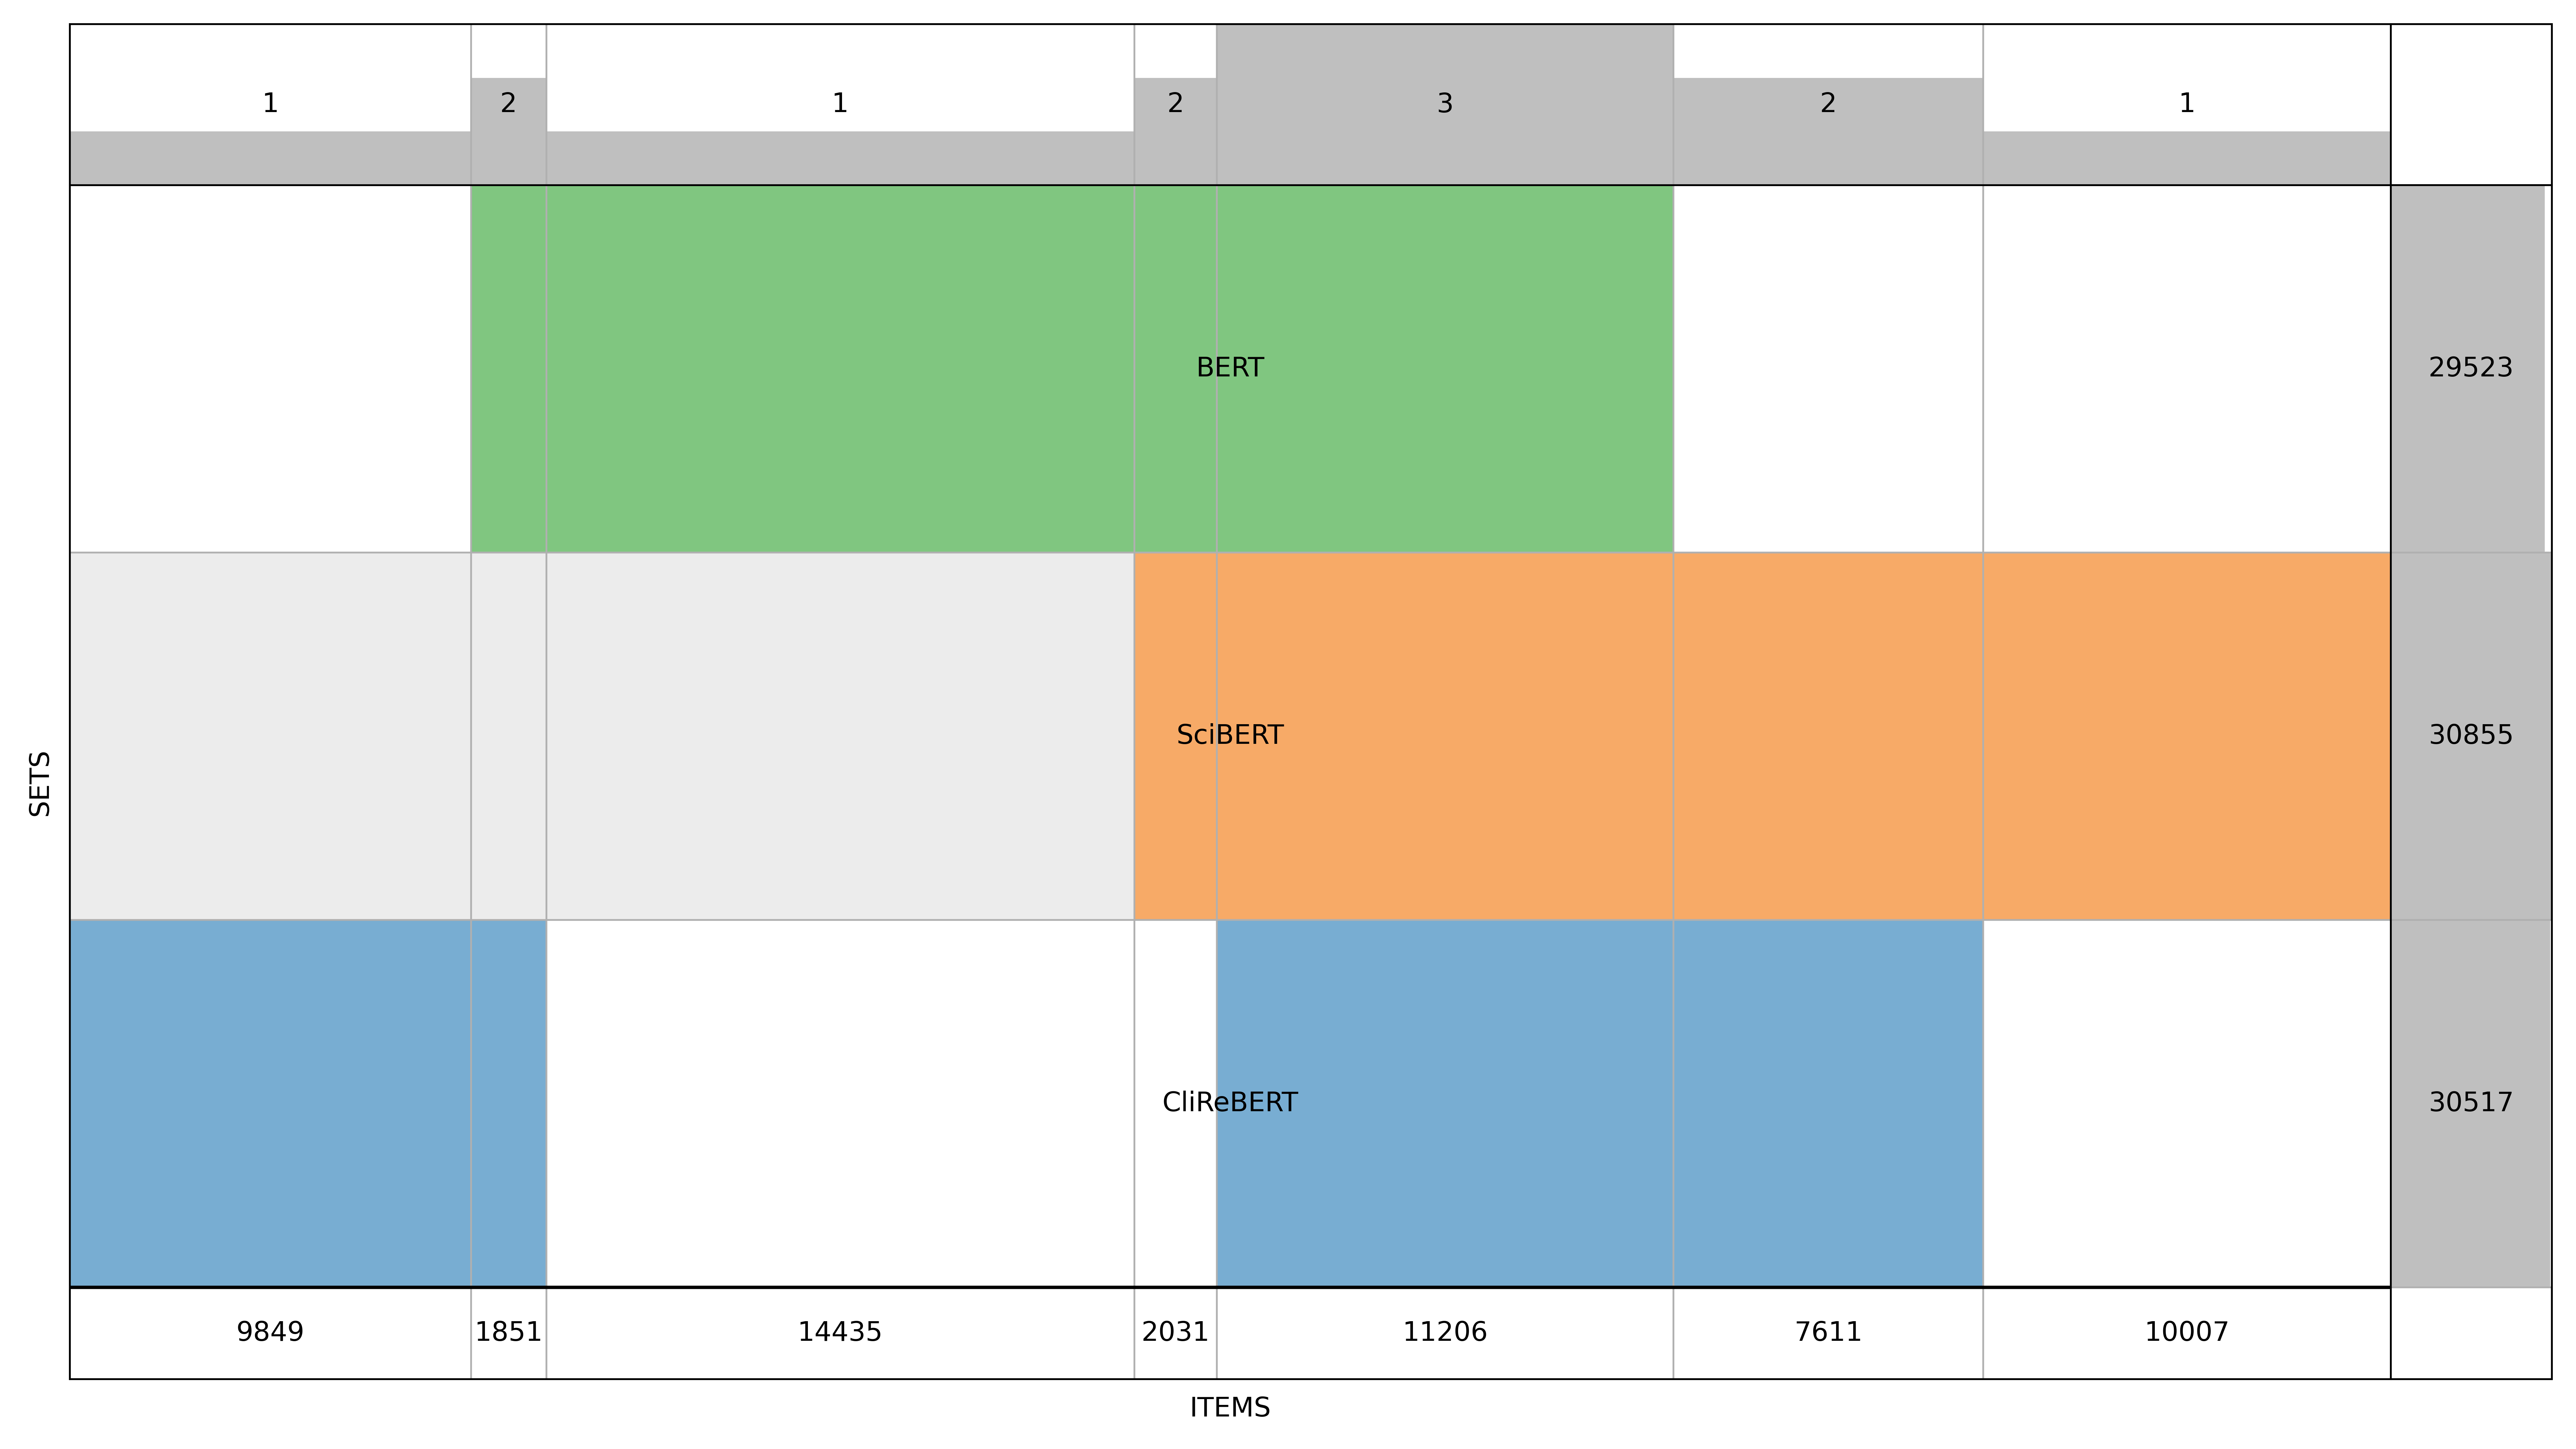 1 2 1 2 3 2 1
BERT 29523
SciBERT 30855
SETS
CliReBERT 30517
9849 1851 14435 2031 11206 7611 10007
ITEMS